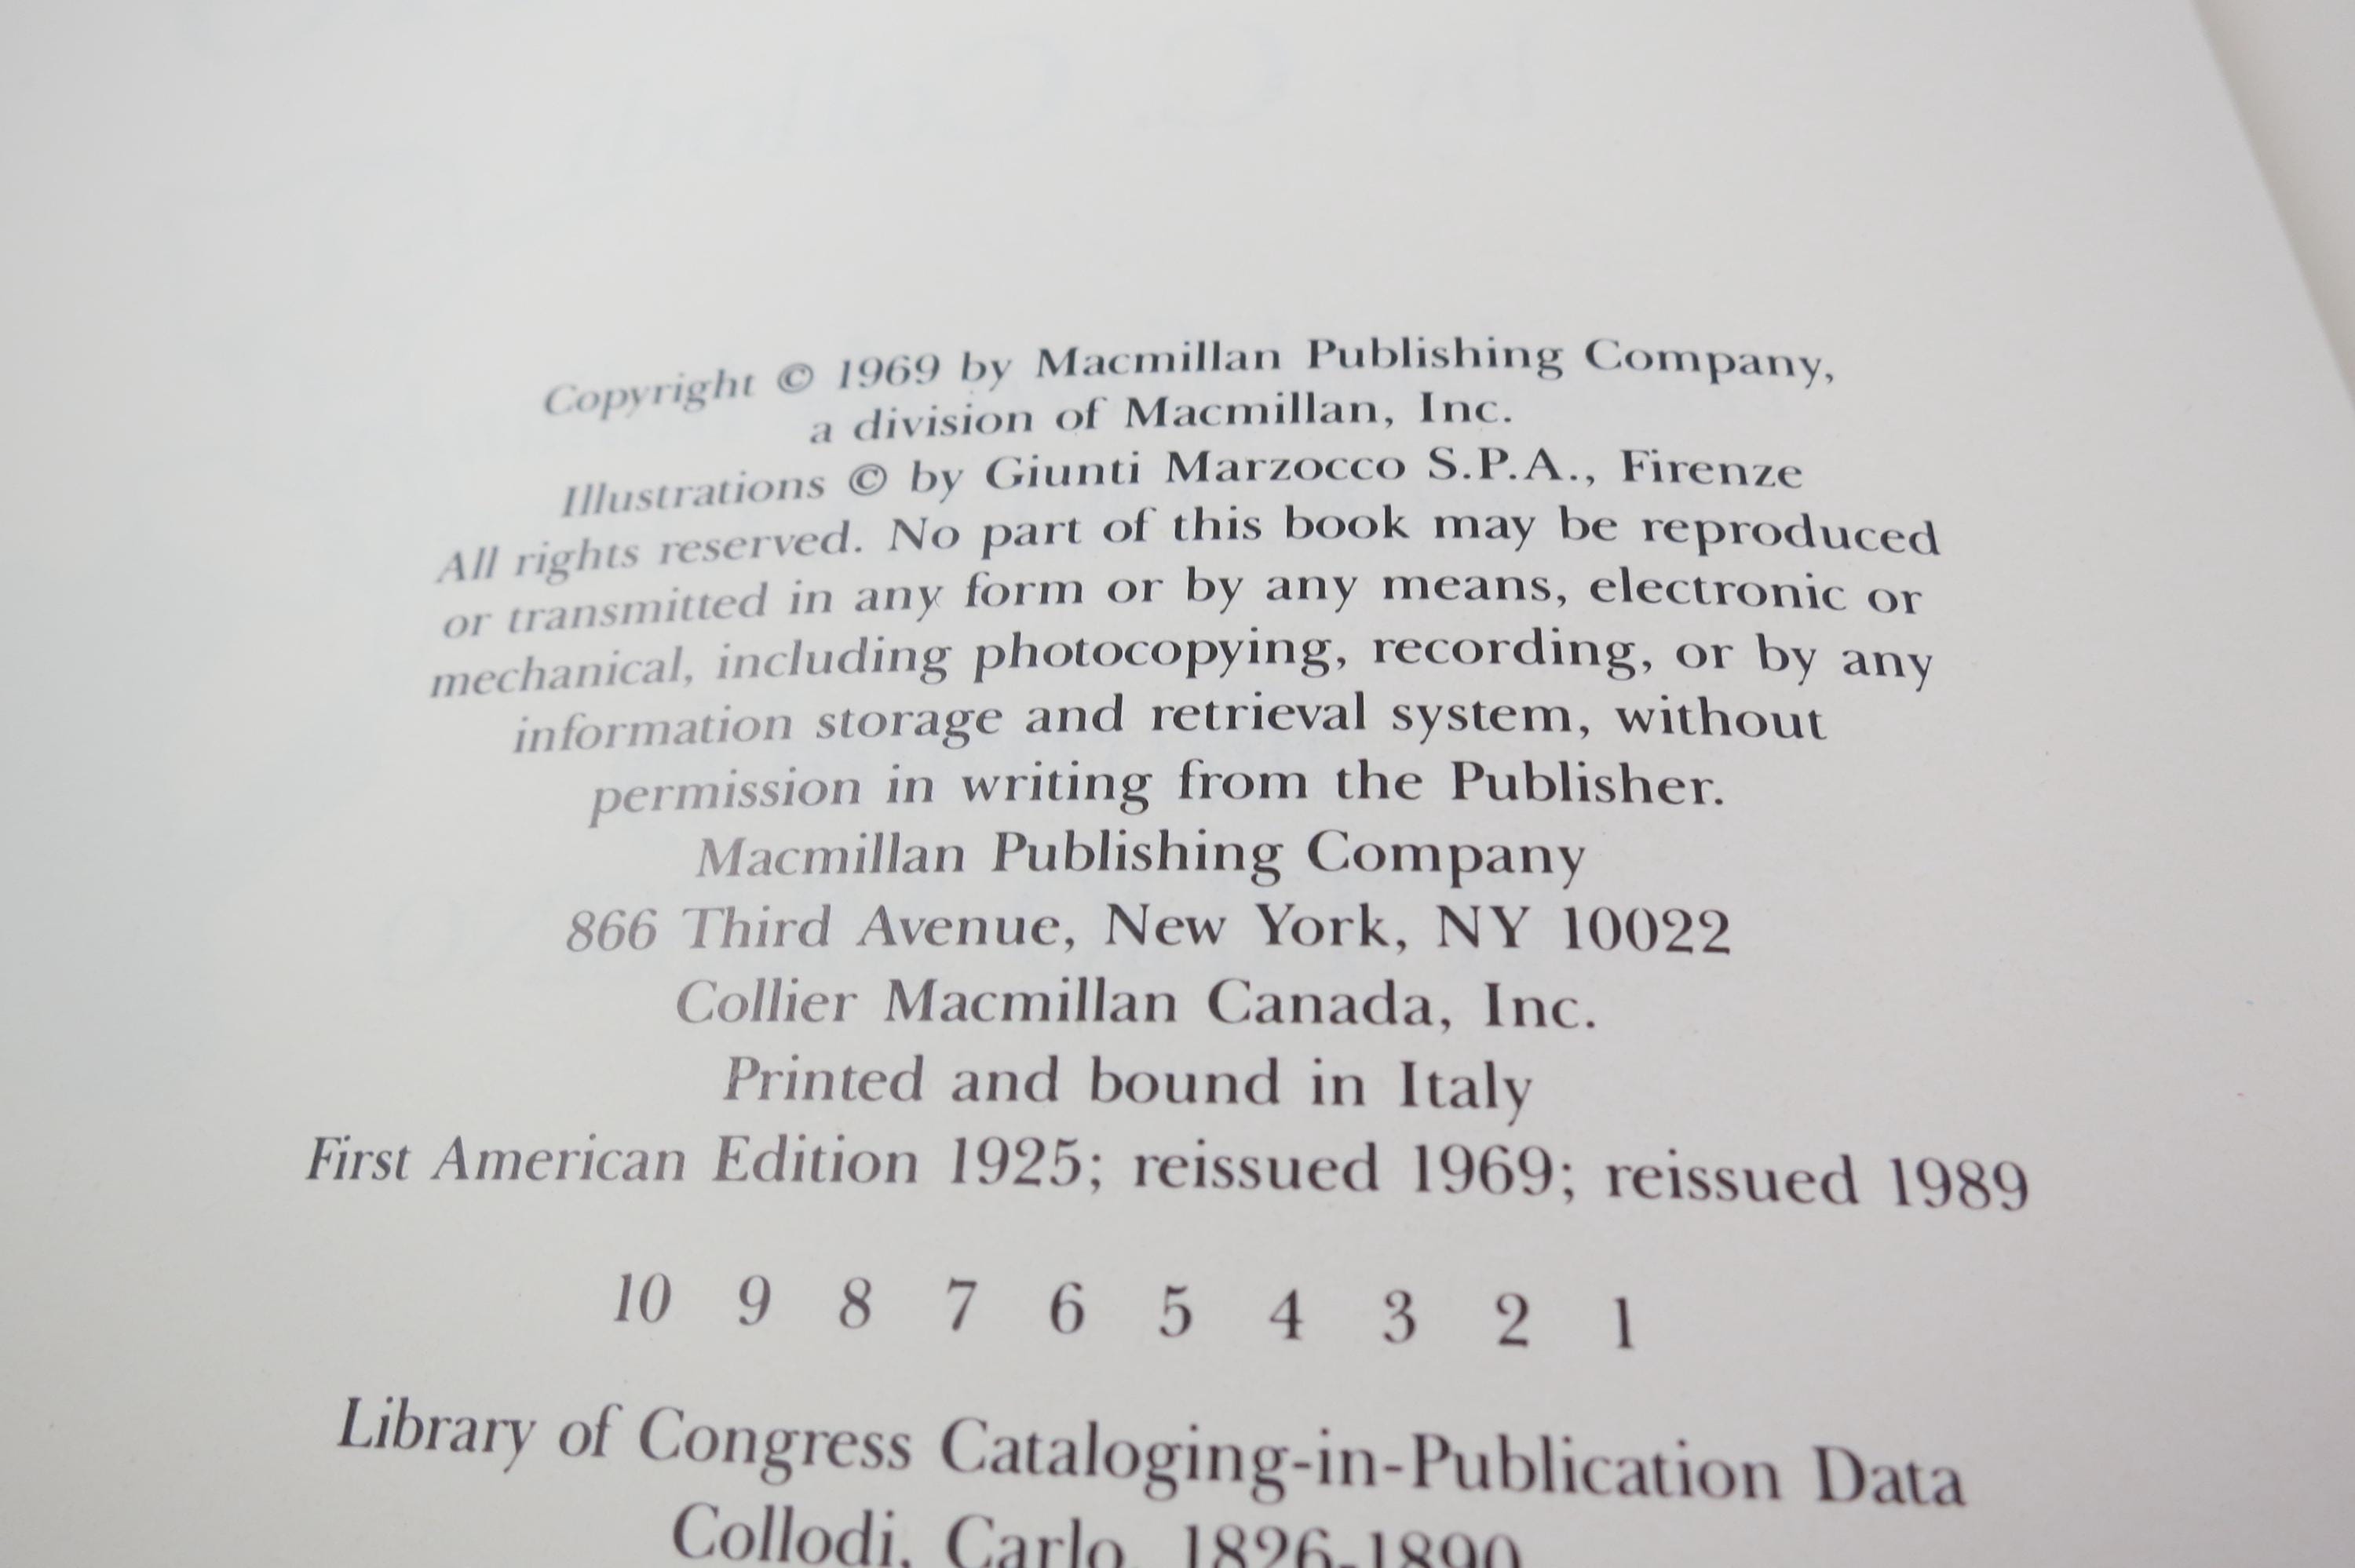 Copyright © 1969 by Macmillan Publishing Company,
a division of Macmillan, Inc.
Illustrations © by Giunti Marzocco S.P.A., Firenze
All rights reserved. No part of this book may be reproduced
or transmitted in any form or by any means, electronic or
mechanical, including photocopying, recording, or by any
information storage and retrieval system, without
permission in writing from the Publisher.
Macmillan Publishing Company
866 Third Avenue, New York, NY 10022
Collier Macmillan Canada, Inc.
Printed and bound in Italy
First American Edition 1925; reissued 1969; reissued 1989
10 9 8 7 6 5 4 3 2 1
Library of Congress Cataloging-in-Publication Data
Collodi, Carlo, 1826-1890